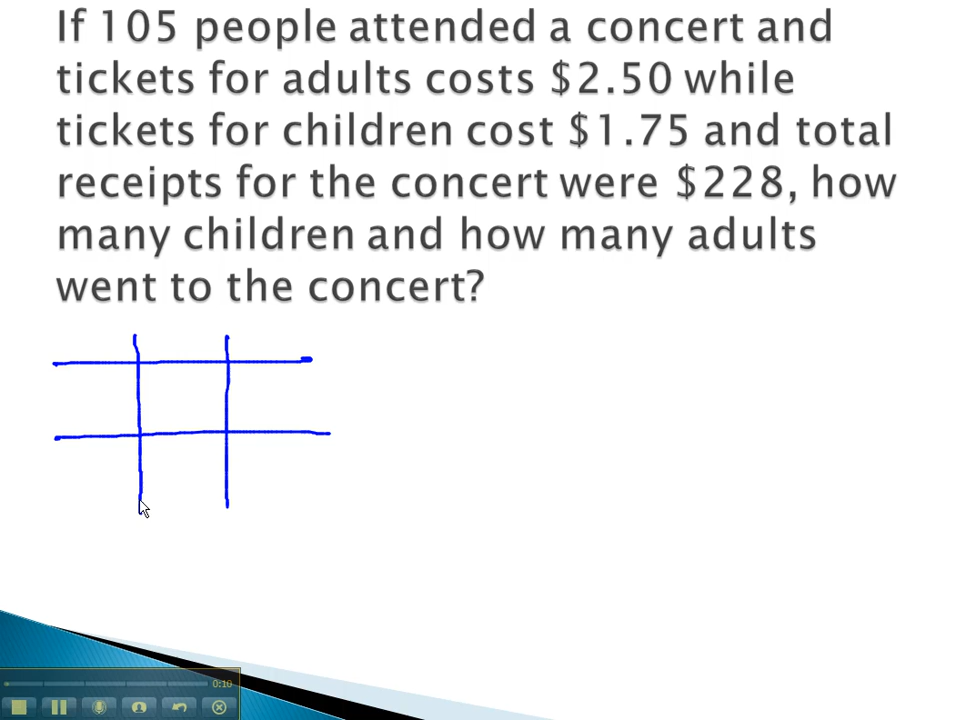 If 105 people attended a concert and
tickets for adults costs $2.50 while
tickets for children cost $1.75 and total
receipts for the concert were $228, how
many children and how many adults
went to the concert?
0:10